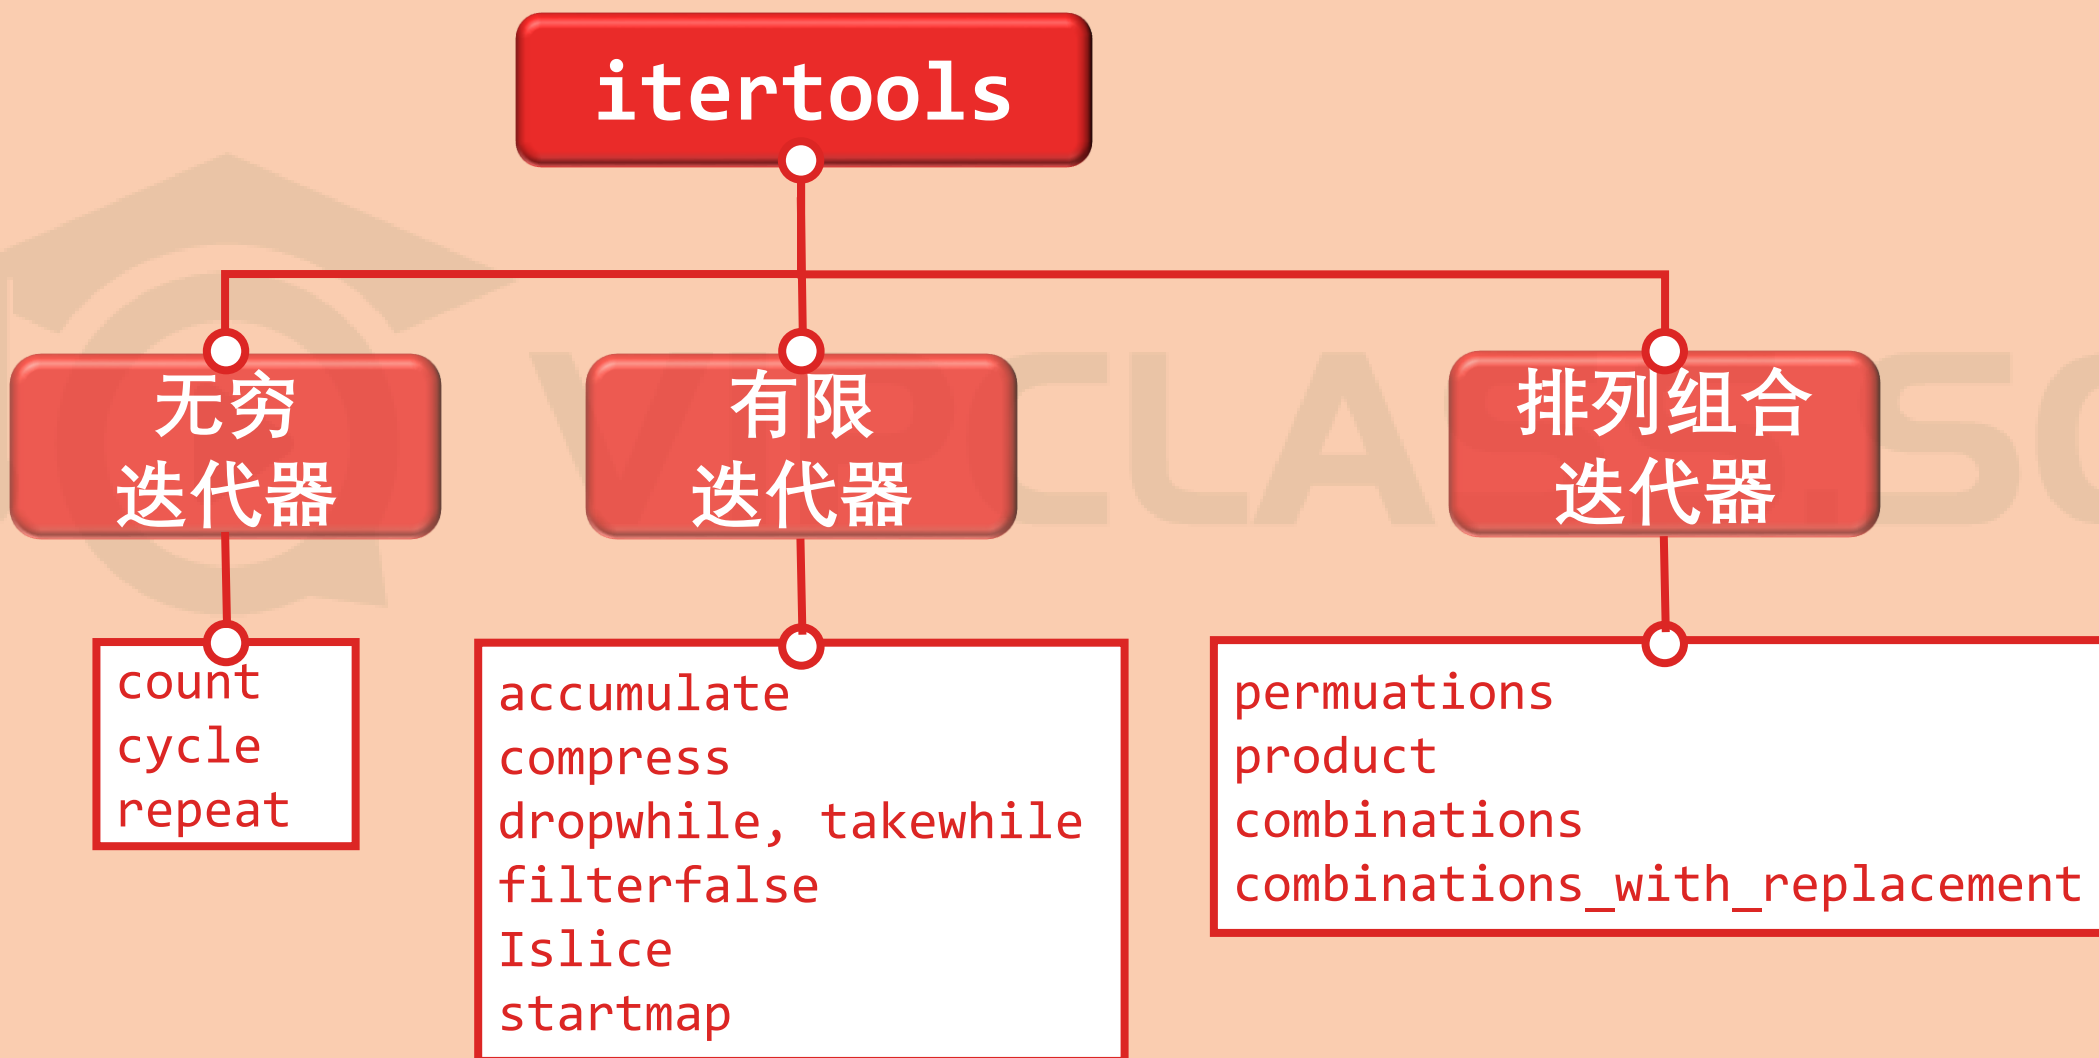 itertools
无穷
迭代器
有限
迭代器
排列组合
迭代器
count
cycle
repeat
accumulate
compress
dropwhile, takewhile
filterfalse
Islice
startmap
permuations
product
combinations
combinations_with_replacement